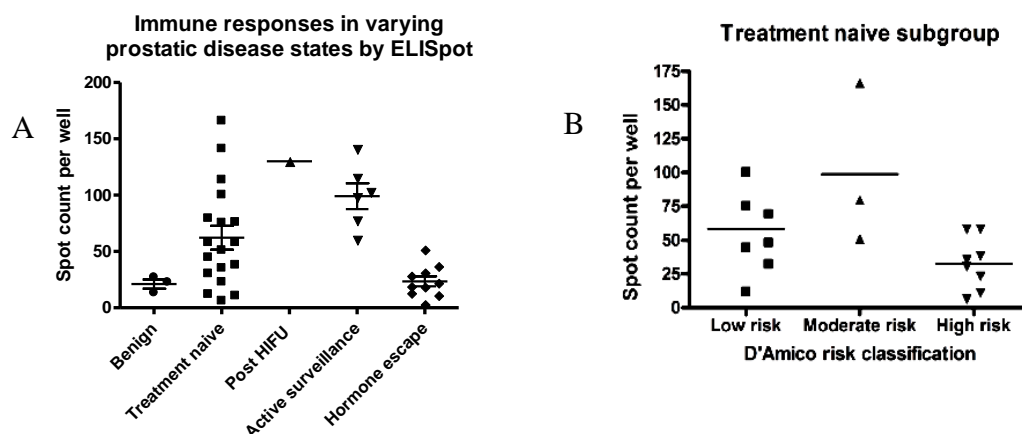 A
Immune responses in varying
prostatic disease states by ELISpot
Spot count per well
200
150
100
50
0
Benign
Treatment naive
Post HIFU
Active surveillance
Hormone escape
B
Treatment naive subgroup
Spot count per well
175
150
125
100
75
50
25
0
Low risk Moderate risk High risk
D'Amico risk classification